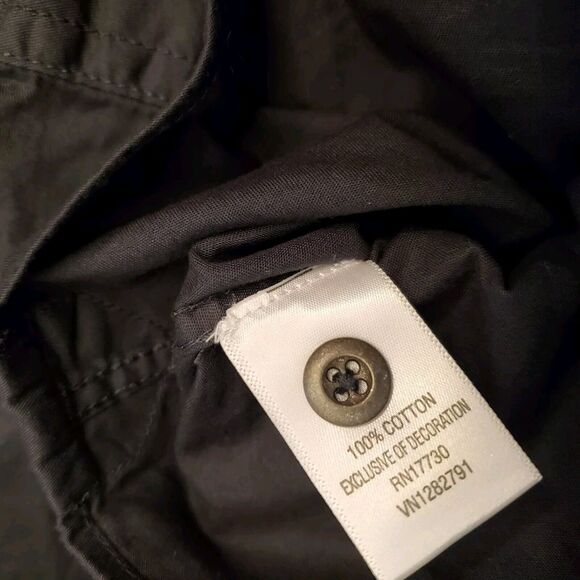 100% COTTON
EXCLUSIVE OF DECORATION
RN17730
VN1282791